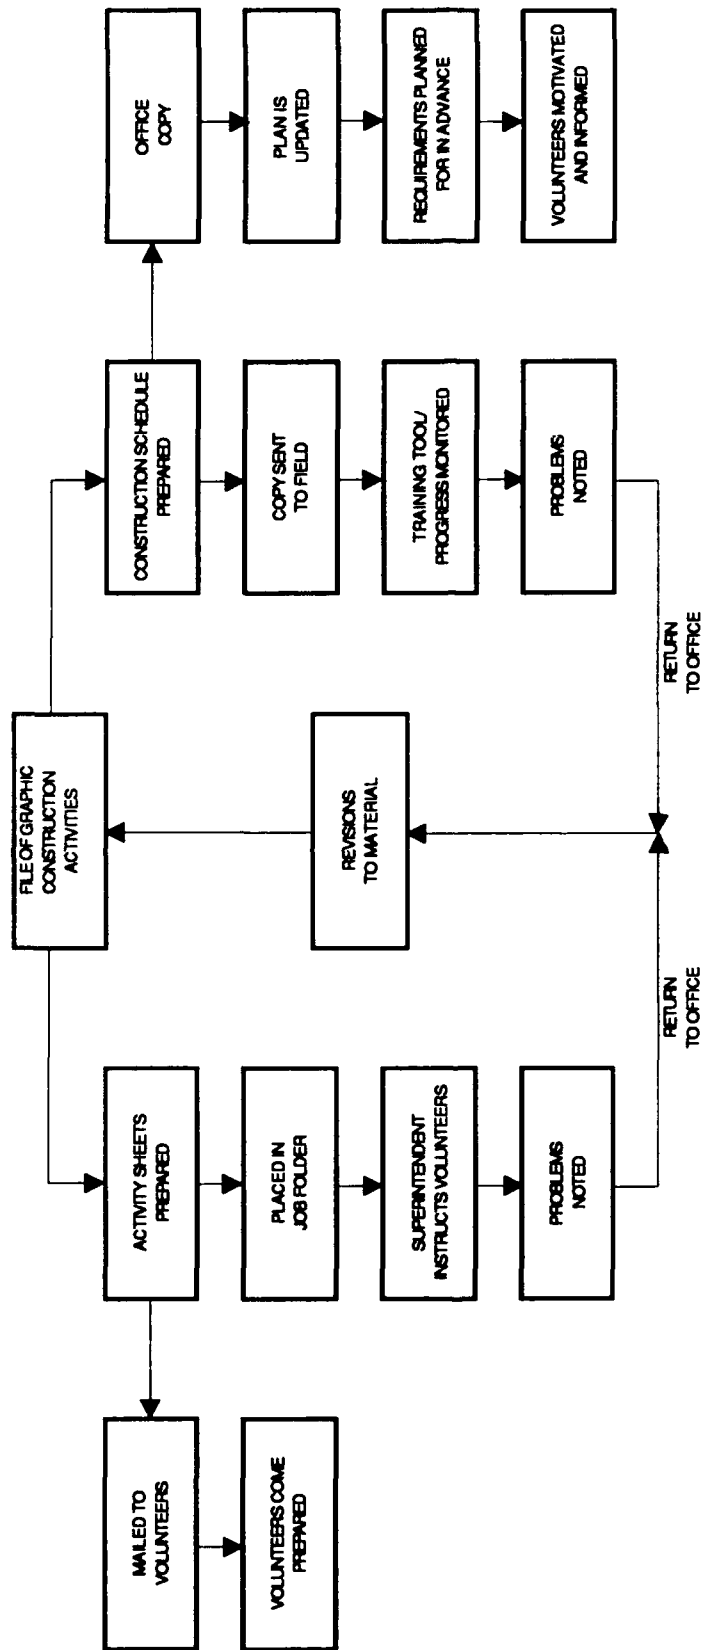 FILE OF GRAPHIC
CONSTRUCTION
ACTIVITIES
MAILED TO
VOLUNTEERS
ACTIVITY SHEETS
PREPARED
CONSTRUCTION SCHEDULE
PREPARED
OFFICE
COPY
VOLUNTEERS COME
PREPARED
PLACED IN
JOB FOLDER
REVISIONS
TO MATERIAL
COPY SENT
TO FIELD
PLAN IS
UPDATED
SUPERINTENDENT
INSTRUCTS VOLUNTEERS
TRAINING TOOL/
PROGRESS MONITORED
REQUIREMENTS PLANNED
FOR IN ADVANCE
PROBLEMS
NOTED
PROBLEMS
NOTED
VOLUNTEERS MOTIVATED
AND INFORMED
RETURN
TO OFFICE
RETURN
TO OFFICE